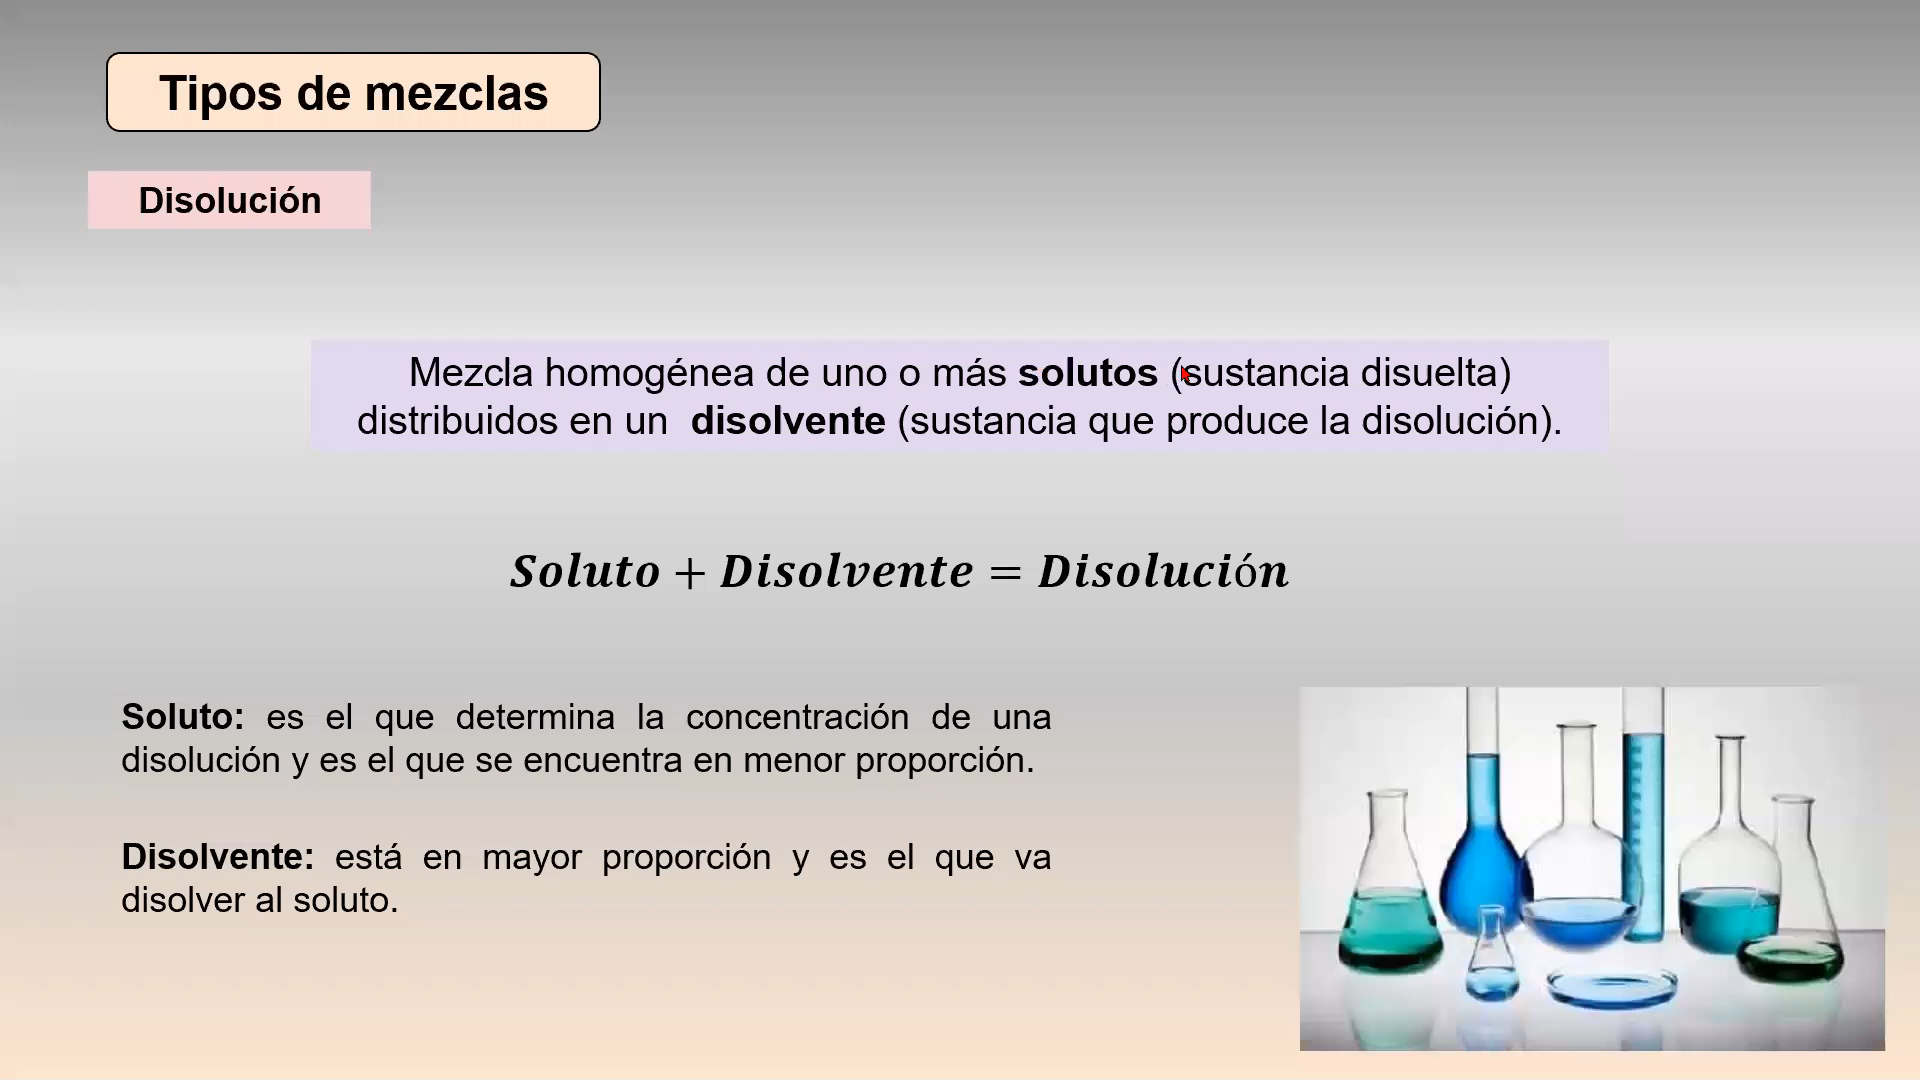 Tipos de mezclas
Disolución
Mezcla homogénea de uno o más solutos (sustancia disuelta)
distribuidos en un disolvente (sustancia que produce la disolución).
Soluto + Disolvente = Disolución
Soluto: es el que determina la concentración de una
disolución y es el que se encuentra en menor proporción.
Disolvente: está en mayor proporción y es el que va
disolver al soluto.